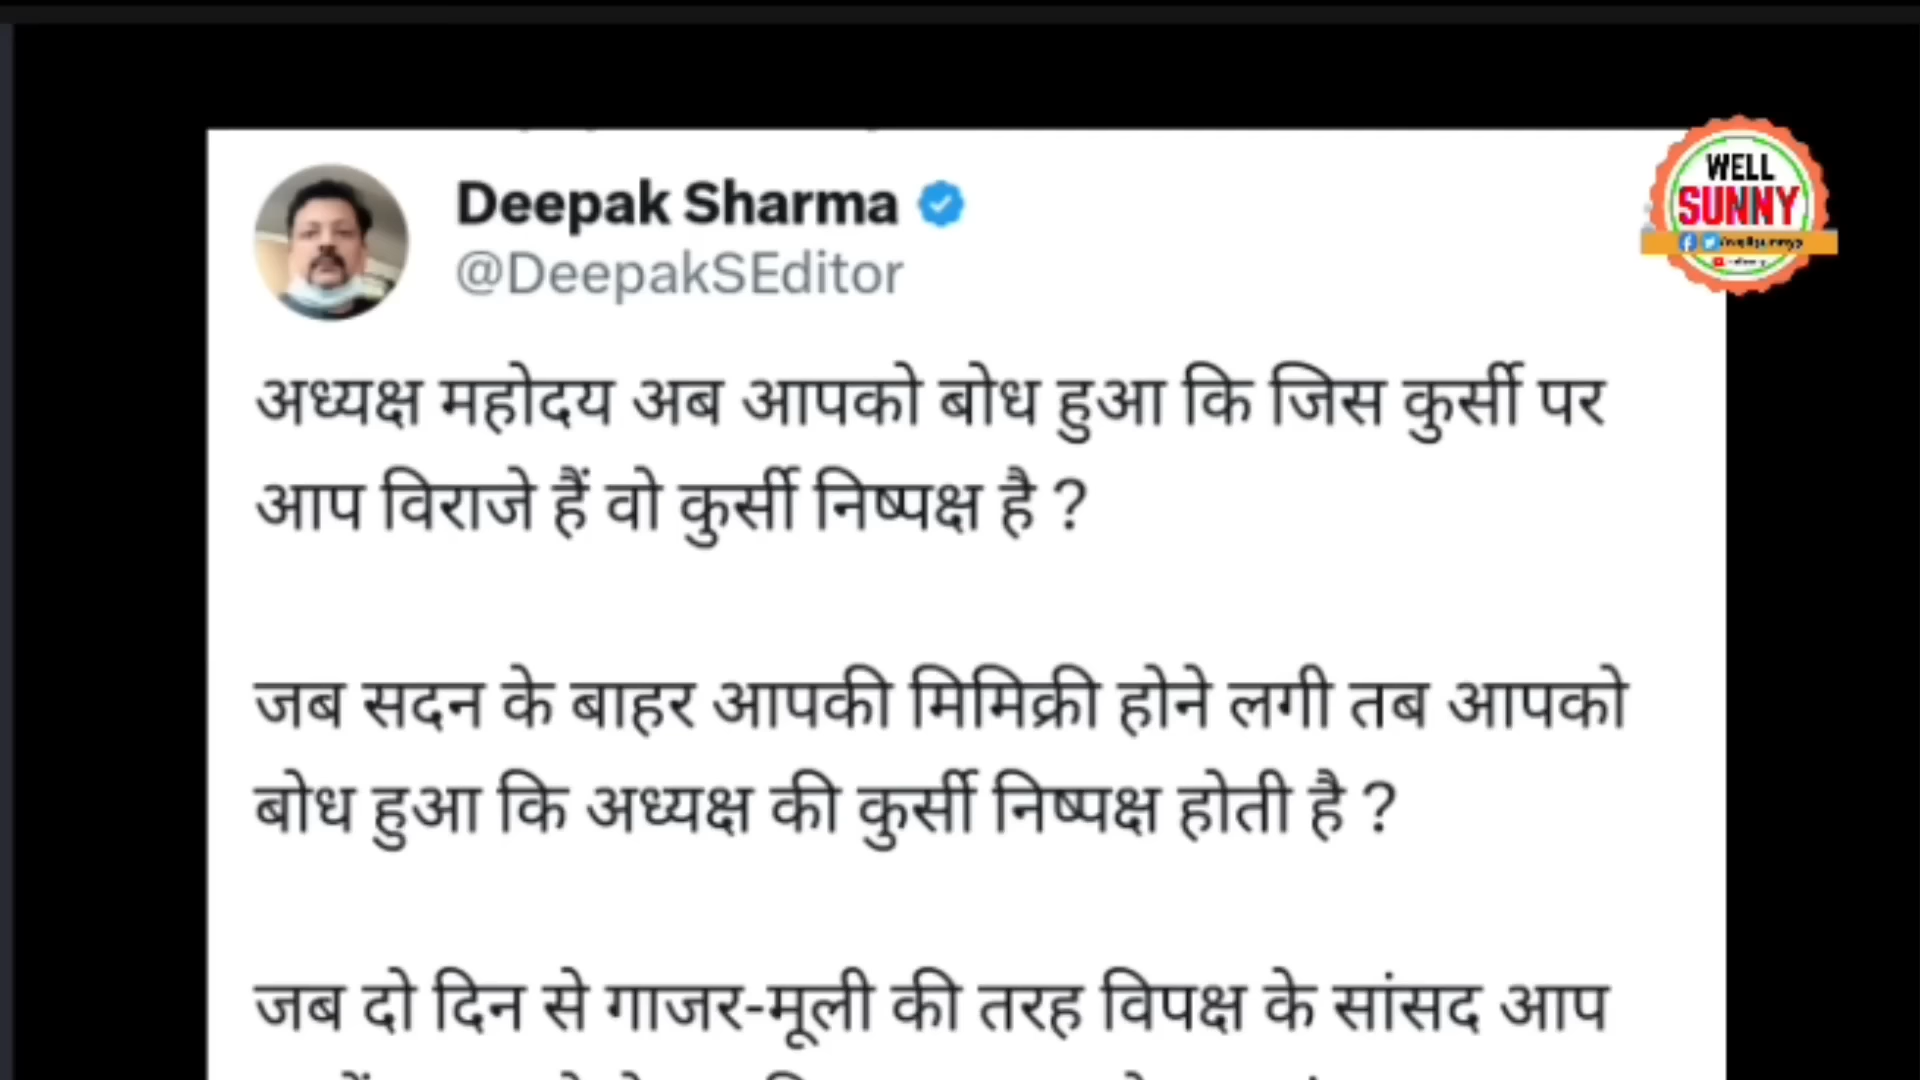 Deepak Sharma
@DeepakSEditor
WELL
SUNNY
अध्यक्ष महोदय अब आपको बोध हुआ कि जिस कुर्सी पर
आप विराजे हैं वो कुर्सी निष्पक्ष है ?
जब सदन के बाहर आपकी मिमिक्री होने लगी तब आपको
बोध हुआ कि अध्यक्ष की कुर्सी निष्पक्ष होती है ?
जब दो दिन से गाजर-मूली की तरह विपक्ष के सांसद आप